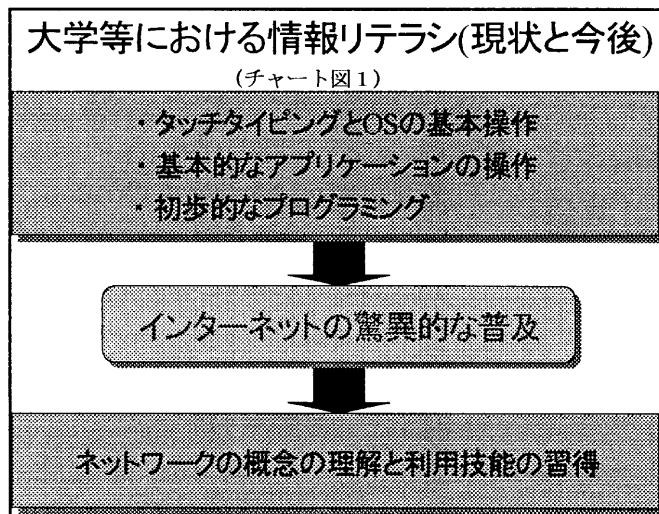 大学等における情報リテラシ(現状と今後)
(チャート図1)
・タッチタイピングとOSの基本操作
・基本的なアプリケーションの操作
・初歩的なプログラミング
インターネットの驚異的な普及
ネットワークの概念の理解と利用技能の習得